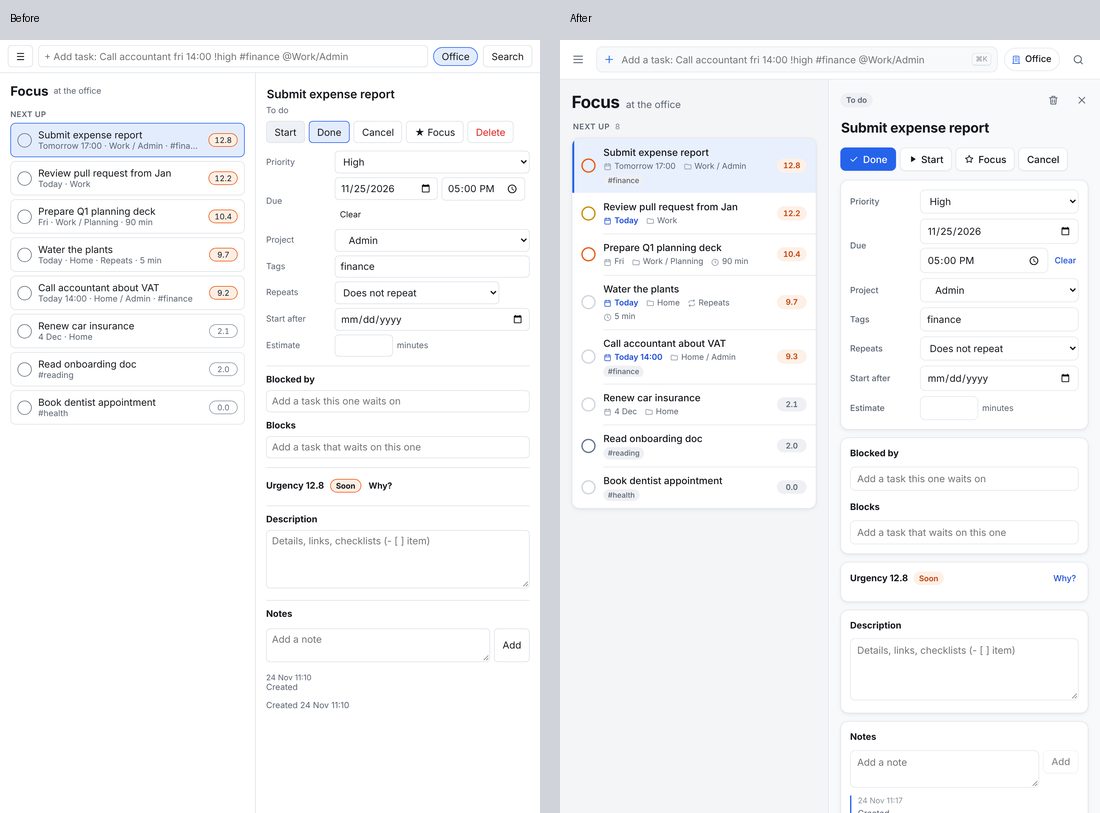 Before
☰ + Add task: Call accountant fri 14:00 !high #finance @Work/Admin Office Search
Focus at the office
NEXT UP
Submit expense report 12.8
Tomorrow 17:00 · Work / Admin · #fina...
Review pull request from Jan 12.2
Today · Work
Prepare Q1 planning deck 10.4
Fri · Work / Planning · 90 min
Water the plants 9.7
Today · Home · Repeats · 5 min
Call accountant about VAT 9.2
Today 14:00 · Home / Admin · #finance
Renew car insurance 2.1
4 Dec · Home
Read onboarding doc 2.0
#reading
Book dentist appointment 0.0
#health
Submit expense report
To do
Start Done Cancel ★ Focus Delete
Priority High
Due 11/25/2026 05:00 PM
Clear
Project Admin
Tags finance
Repeats Does not repeat
Start after mm/dd/yyyy
Estimate minutes
Blocked by
Add a task this one waits on
Blocks
Add a task that waits on this one
Urgency 12.8 Soon Why?
Description
Details, links, checklists (- [ ] item)
Notes
Add a note Add
24 Nov 11:10
Created
Created 24 Nov 11:10
After
+ Add a task: Call accountant fri 14:00 !high #finance @Work/Admin ⌘K Office
Focus at the office
NEXT UP 8
Submit expense report 12.8
Tomorrow 17:00 Work / Admin
#finance
Review pull request from Jan 12.2
Today Work
Prepare Q1 planning deck 10.4
Fri Work / Planning 90 min
Water the plants 9.7
Today Home Repeats
5 min
Call accountant about VAT 9.3
Today 14:00 Home / Admin
#finance
Renew car insurance 2.1
4 Dec Home
Read onboarding doc 2.0
#reading
Book dentist appointment 0.0
#health
To do
Submit expense report
Done Start Focus Cancel
Priority High
Due 11/25/2026
05:00 PM Clear
Project Admin
Tags finance
Repeats Does not repeat
Start after mm/dd/yyyy
Estimate minutes
Blocked by
Add a task this one waits on
Blocks
Add a task that waits on this one
Urgency 12.8 Soon Why?
Description
Details, links, checklists (- [ ] item)
Notes
Add a note Add
24 Nov 11:17
Created